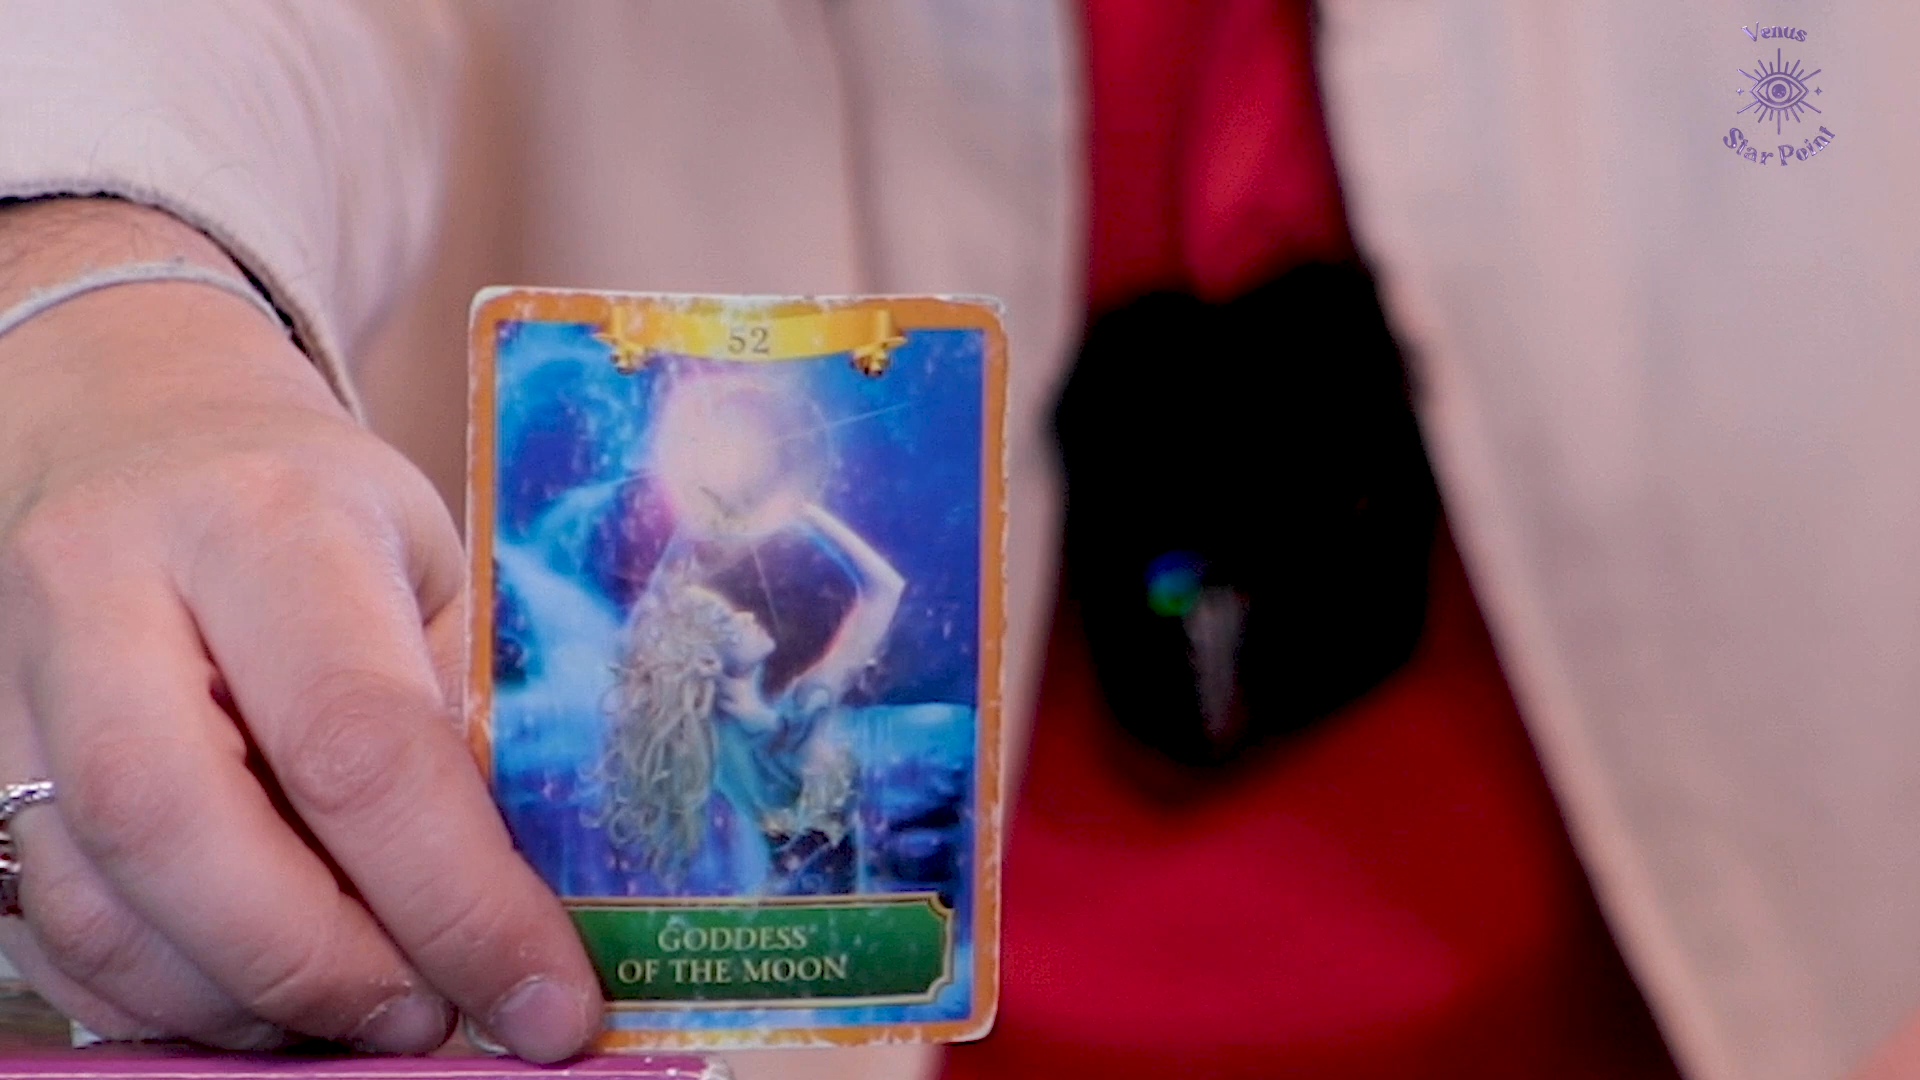 Venus
Star Point
52
GODDESS
OF THE MOON